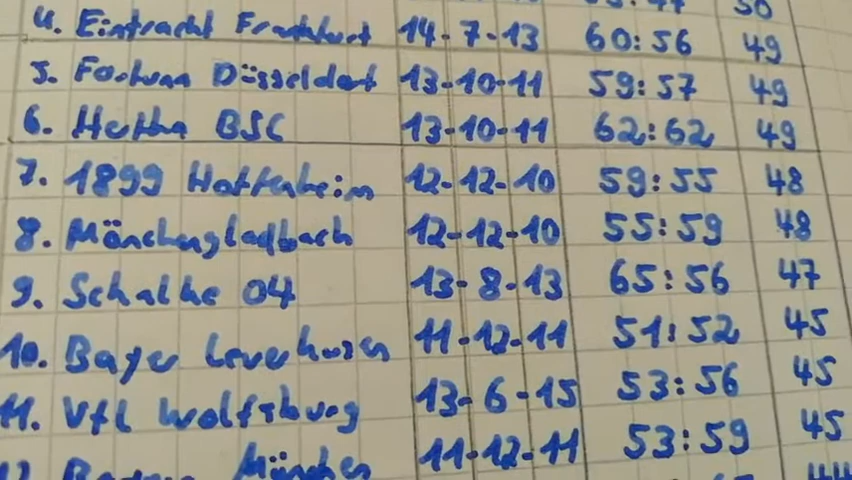 50
4. Eintracht Frankfurt 14-7-13 60:56 49
5. Fortuna Düsseldorf 13-10-11 59:57 49
6. Hertha BSC 13-10-11 62:62 49
7. 1899 Hoffenheim 12-12-10 59:55 48
8. Mönchengladbach 12-12-10 55:59 48
9. Schalke 04 13-8-13 65:56 47
10. Bayer Leverkusen 11-12-11 51:52 45
11. VfL Wolfsburg 13-6-15 53:56 45
München 11-12-11 53:59 45